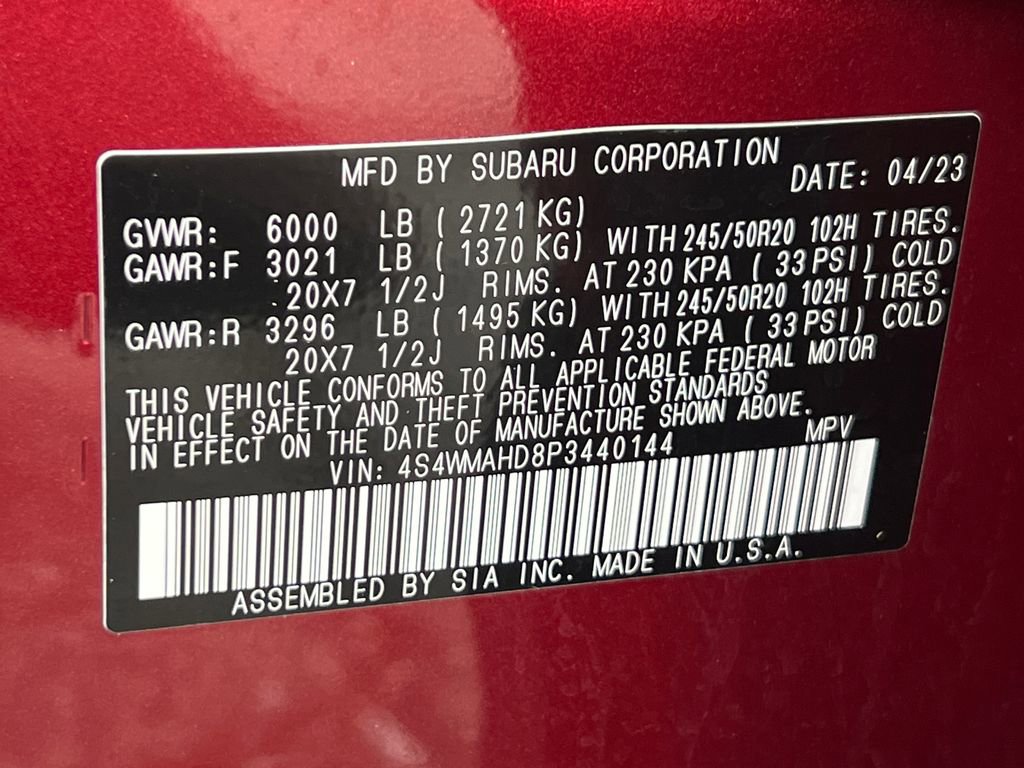 MFD BY SUBARU CORPORATION DATE: 04/23
GVWR: 6000 LB ( 2721 KG)
GAWR:F 3021 LB ( 1370 KG) WITH 245/50R20 102H TIRES.
20X7 1/2J RIMS. AT 230 KPA ( 33 PSI) COLD
GAWR:R 3296 LB ( 1495 KG) WITH 245/50R20 102H TIRES.
20X7 1/2J RIMS. AT 230 KPA ( 33 PSI) COLD
THIS VEHICLE CONFORMS TO ALL APPLICABLE FEDERAL MOTOR
VEHICLE SAFETY AND THEFT PREVENTION STANDARDS
IN EFFECT ON THE DATE OF MANUFACTURE SHOWN ABOVE.
VIN: 4S4WMAHD8P3440144 MPV
ASSEMBLED BY SIA INC. MADE IN U.S.A.